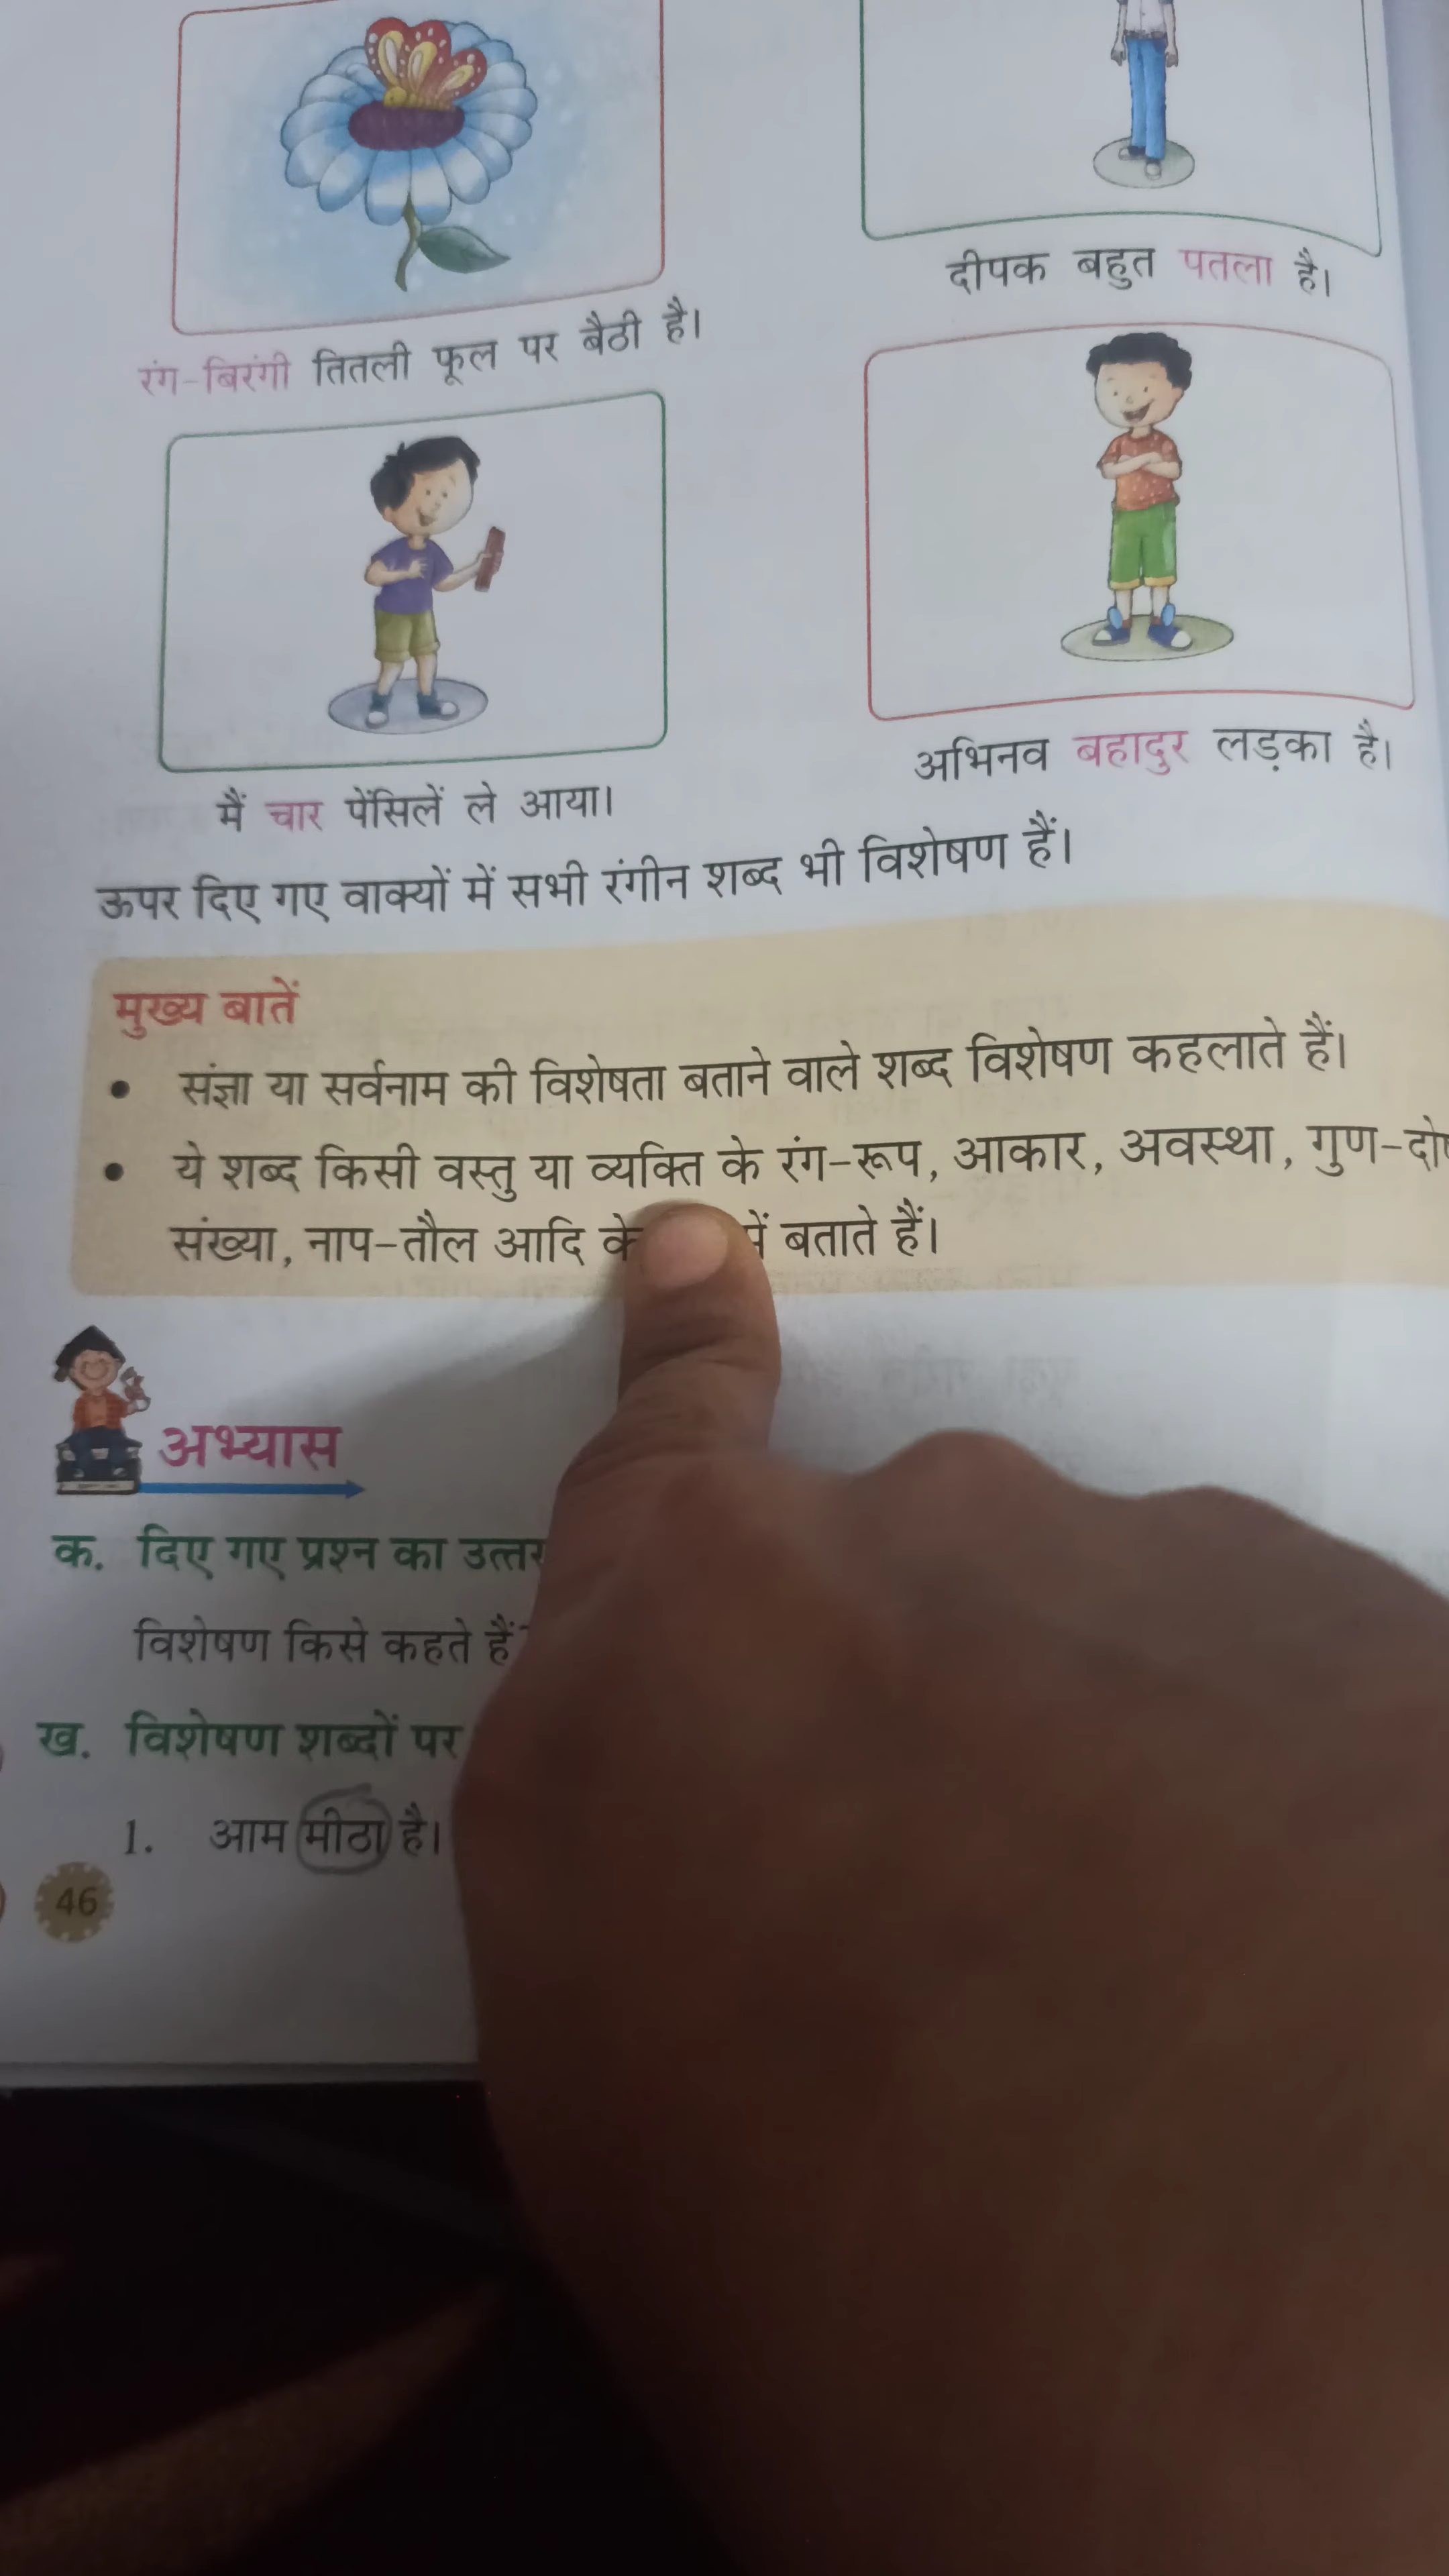 दीपक बहुत पतला है।
रंग-बिरंगी तितली फूल पर बैठी है।
अभिनव बहादुर लड़का है।
मैं चार पेंसिलें ले आया।
ऊपर दिए गए वाक्यों में सभी रंगीन शब्द भी विशेषण हैं।
मुख्य बातें
• संज्ञा या सर्वनाम की विशेषता बताने वाले शब्द विशेषण कहलाते हैं।
• ये शब्द किसी वस्तु या व्यक्ति के रंग-रूप, आकार, अवस्था, गुण-
संख्या, नाप-तौल आदि के बताते हैं।
अभ्यास
क. दिए गए प्रश्न का उत्तर
विशेषण किसे कहते हैं
ख. विशेषण शब्दों पर
1. आम मीठा है।
46